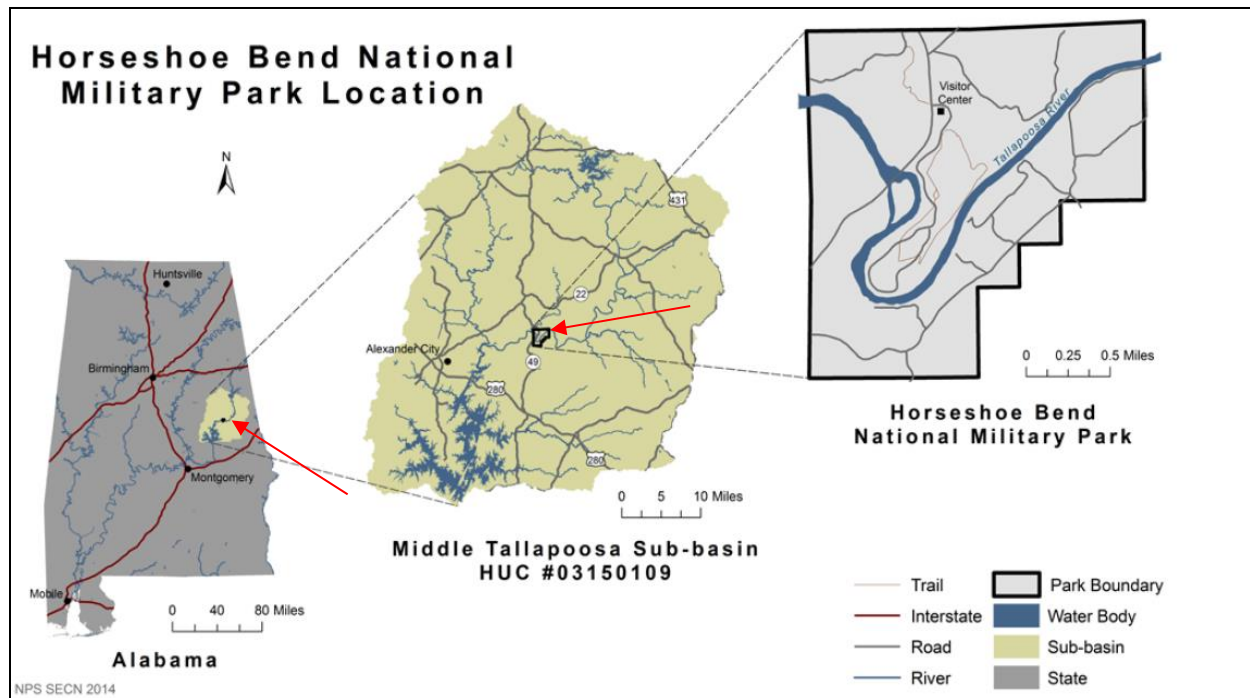 Horseshoe Bend National
Military Park Location
N
Huntsville
Birmingham
Montgomery
Mobile
0 40 80 Miles
Alabama
NPS SECN 2014
431
22
Alexander City
49
280
280
0 5 10 Miles
Middle Tallapoosa Sub-basin
HUC #03150109
Visitor
Center
Tallapoosa River
0 0.25 0.5 Miles
Horseshoe Bend
National Military Park
Trail
Interstate
Road
River
Park Boundary
Water Body
Sub-basin
State